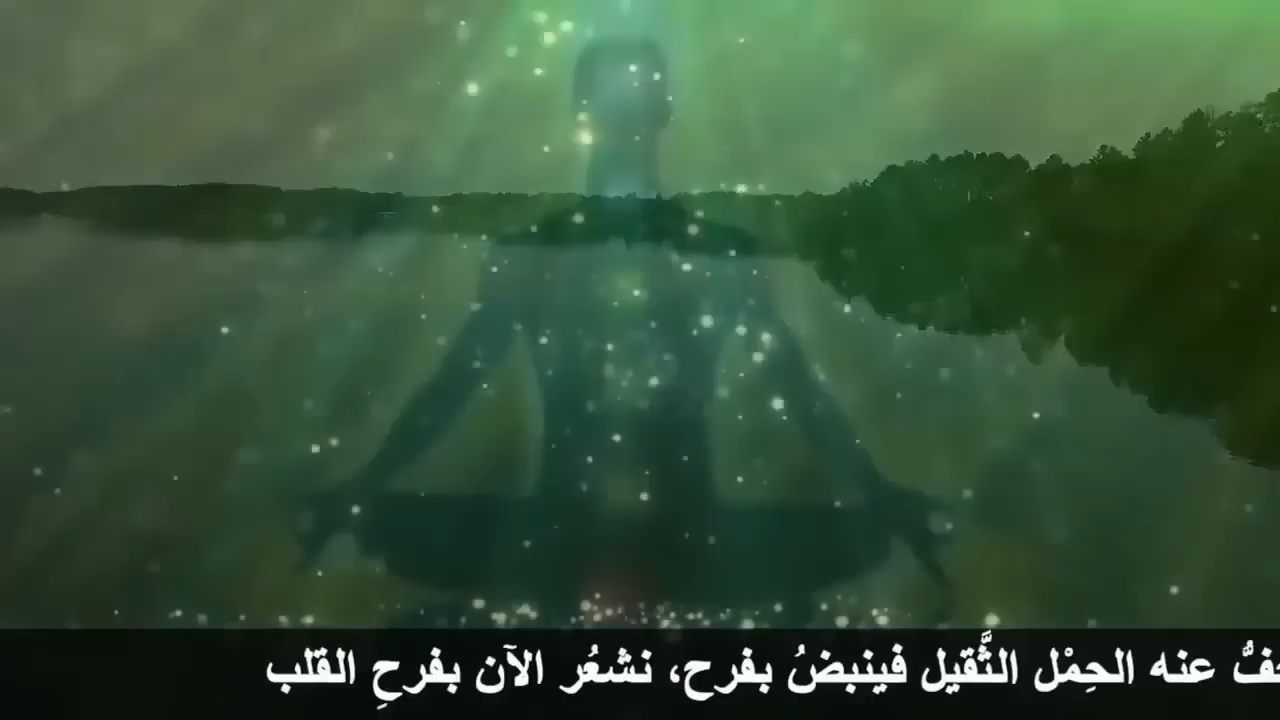 عنه الحِمْل الثَّقيل فينبضُ بفرح، نشعُر الآن بفرحِ القلب